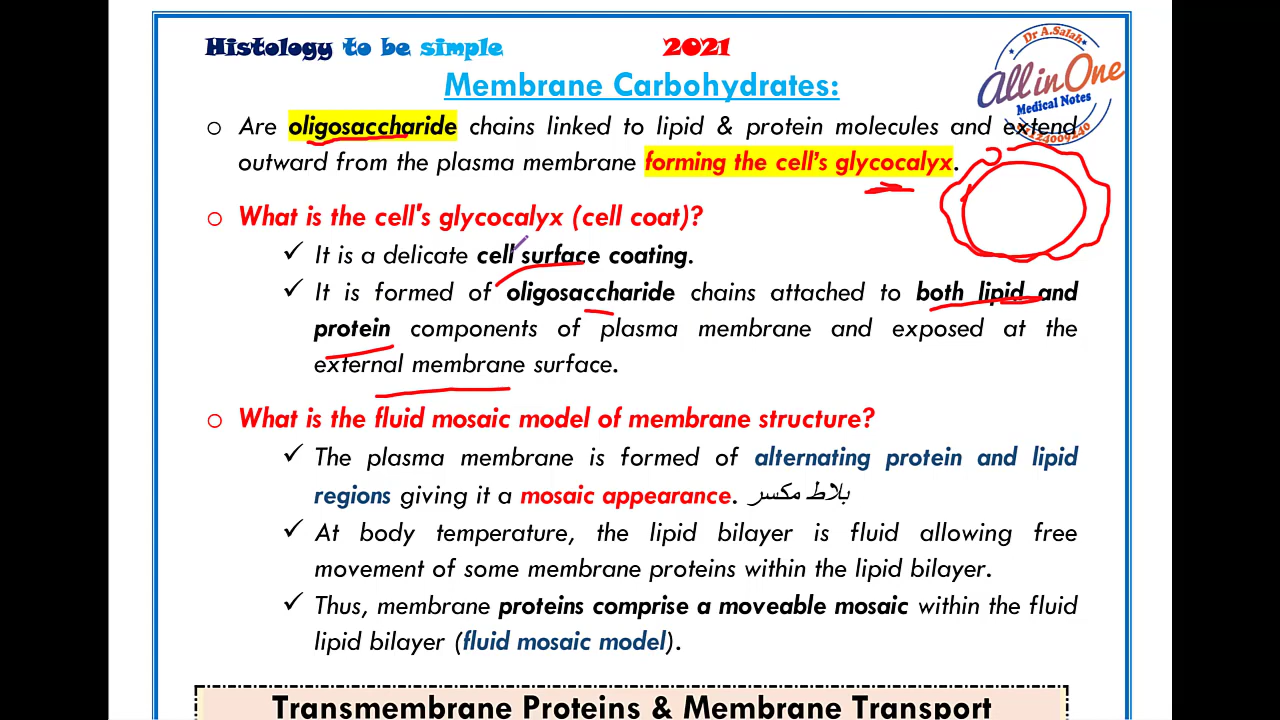 Histology to be simple 2021
Dr A.Salah
All in One
Medical Notes
01124009240
Membrane Carbohydrates:
o Are oligosaccharide chains linked to lipid & protein molecules and extend
outward from the plasma membrane forming the cell's glycocalyx.
o What is the cell's glycocalyx (cell coat)?
✓ It is a delicate cell surface coating.
✓ It is formed of oligosaccharide chains attached to both lipid and
protein components of plasma membrane and exposed at the
external membrane surface.
o What is the fluid mosaic model of membrane structure?
✓ The plasma membrane is formed of alternating protein and lipid
regions giving it a mosaic appearance. بلاط مكسر
✓ At body temperature, the lipid bilayer is fluid allowing free
movement of some membrane proteins within the lipid bilayer.
✓ Thus, membrane proteins comprise a moveable mosaic within the fluid
lipid bilayer (fluid mosaic model).
Transmembrane Proteins & Membrane Transport